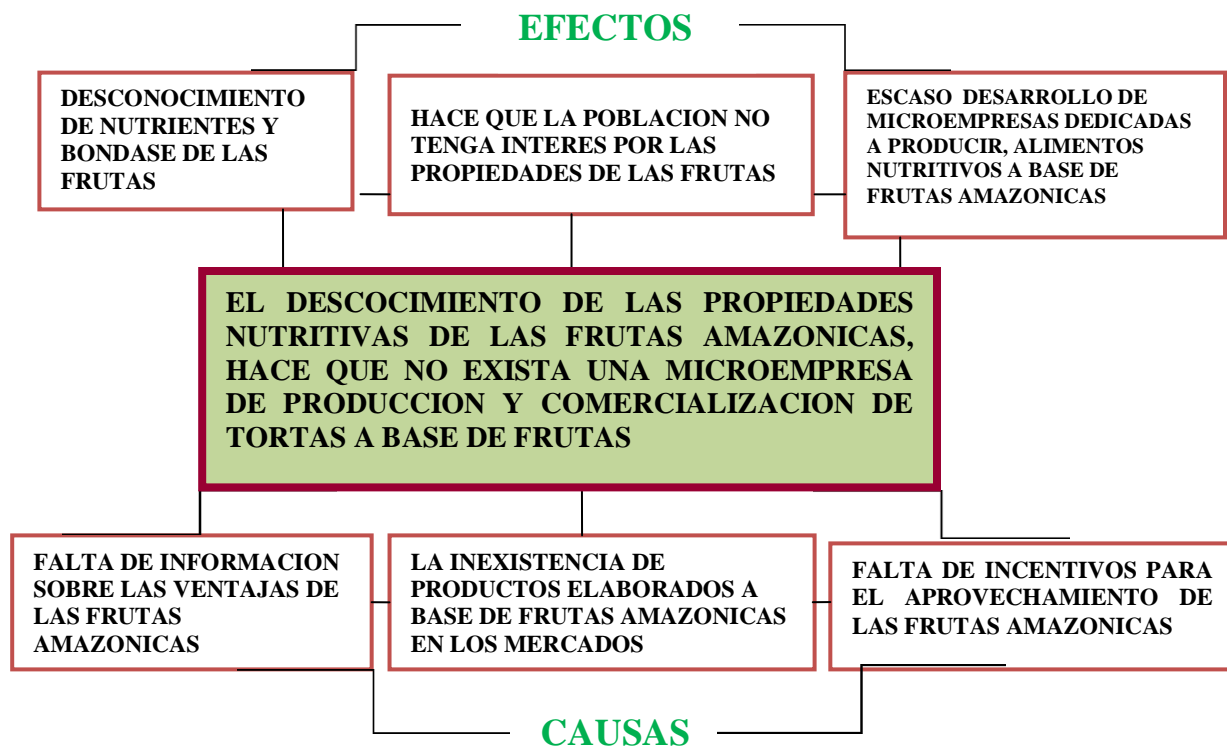 EFECTOS
DESCONOCIMIENTO
DE NUTRIENTES Y
BONDASE DE LAS
FRUTAS
HACE QUE LA POBLACION NO
TENGA INTERES POR LAS
PROPIEDADES DE LAS FRUTAS
ESCASO DESARROLLO DE
MICROEMPRESAS DEDICADAS
A PRODUCIR, ALIMENTOS
NUTRITIVOS A BASE DE
FRUTAS AMAZONICAS
EL DESCOCIMIENTO DE LAS PROPIEDADES
NUTRITIVAS DE LAS FRUTAS AMAZONICAS,
HACE QUE NO EXISTA UNA MICROEMPRESA
DE PRODUCCION Y COMERCIALIZACION DE
TORTAS A BASE DE FRUTAS
FALTA DE INFORMACION
SOBRE LAS VENTAJAS DE
LAS FRUTAS
AMAZONICAS
LA INEXISTENCIA DE
PRODUCTOS ELABORADOS A
BASE DE FRUTAS AMAZONICAS
EN LOS MERCADOS
FALTA DE INCENTIVOS PARA
EL APROVECHAMIENTO DE
LAS FRUTAS AMAZONICAS
CAUSAS